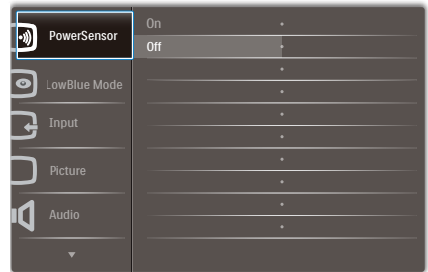 PowerSensor
On
Off
LowBlue Mode
Input
Picture
Audio